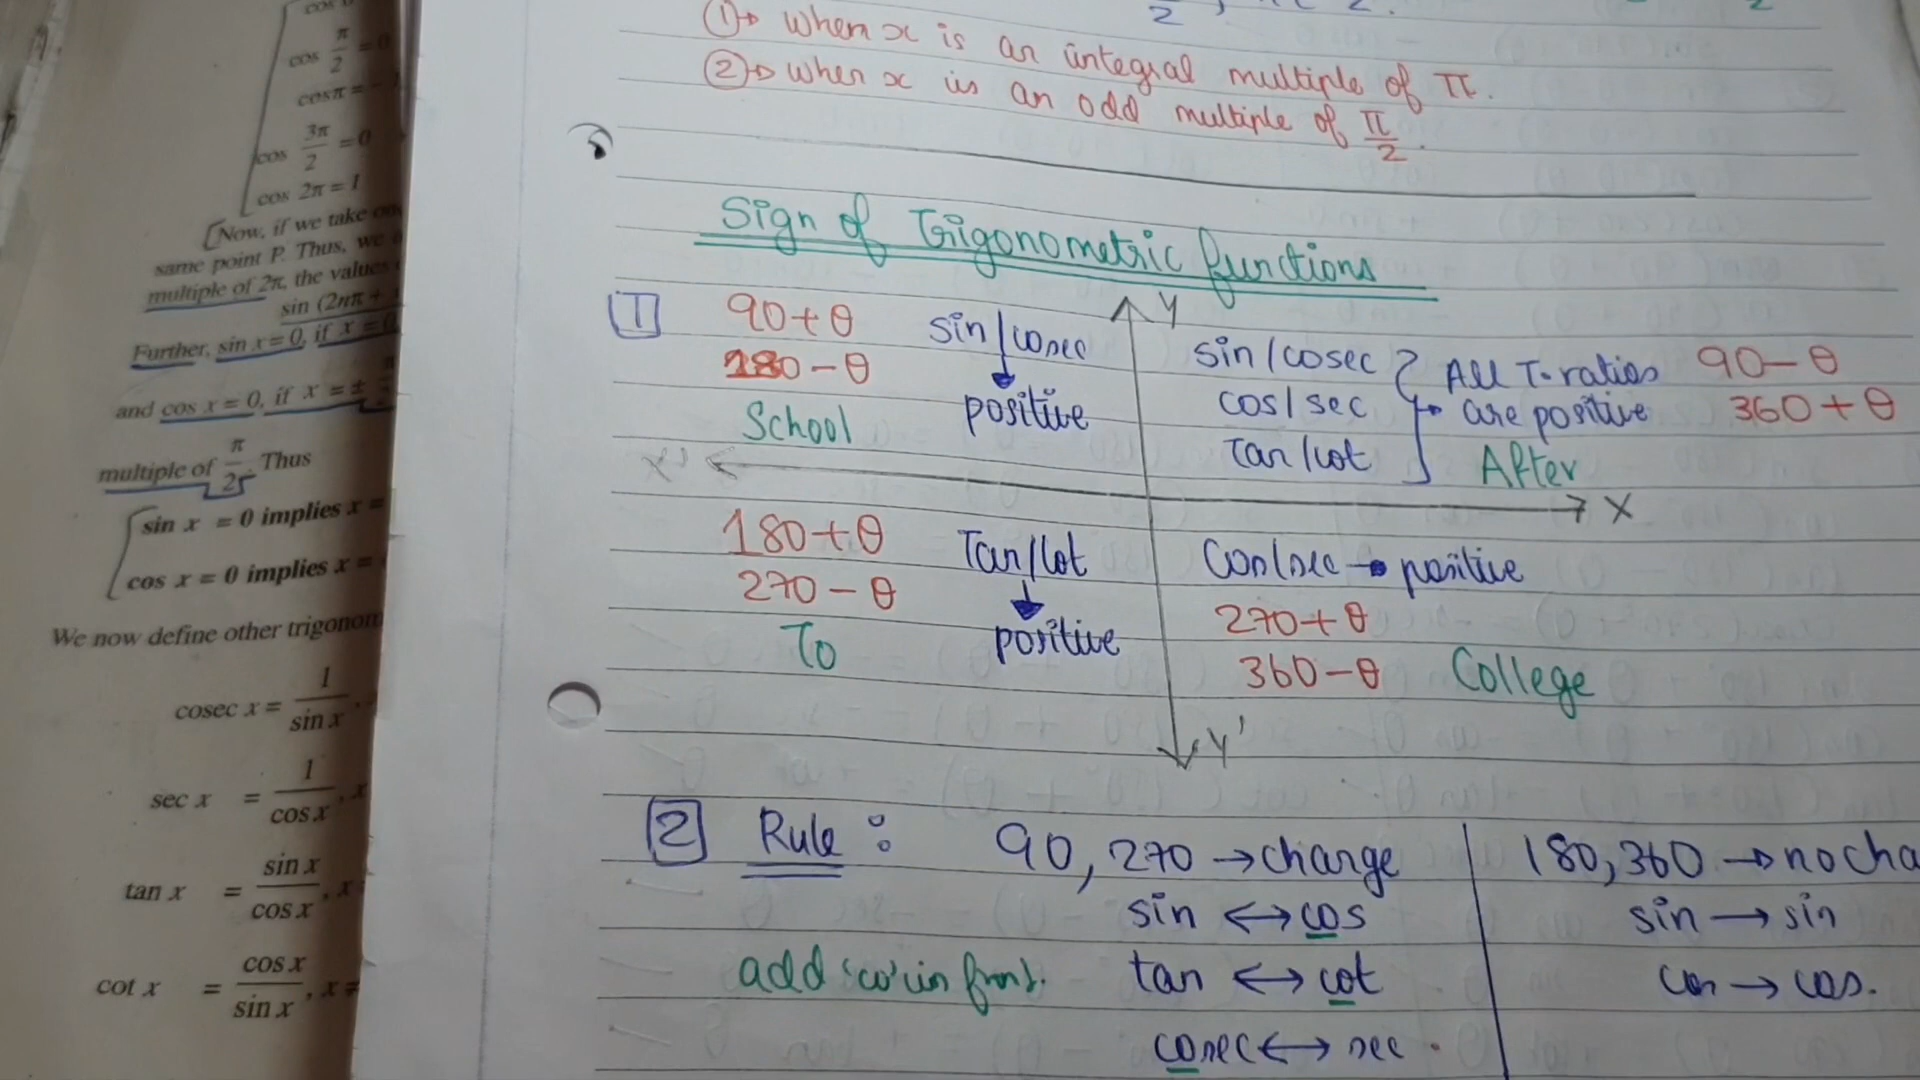 cos π/2 = 0
cos π = -
cos 3π/2 = 0
cos 2π = 1
Now, if we take
same point P. Thus, we
multiple of 2π, the values
sin (2nπ +
Further, sin x = 0, if x =
and cos x = 0, if x = ±
multiple of π/2. Thus
sin x = 0 implies x =
cos x = 0 implies x =
We now define other trigonom
cosec x = 1/sin x,
sec x = 1/cos x, x
tan x = sin x/cos x, x
cot x = cos x/sin x, x ≠
① → when x is an integral multiple of π.
② → when x is an odd multiple of π/2.
Sign of Trigonometric functions
1 90+θ sin/cosec ↓ positive
180-θ
School
Y
sin/cosec
cos/sec
Tan/cot
→ All T-ratios are positive
90-θ
360+θ
After
X' X
180+θ Tan/cot ↓ positive
270-θ
To
Cos/sec → positive
270+θ
360-θ College
Y'
2 Rule : 90, 270 → change | 180, 360 → no cha
sin ↔ cos | sin → sin
add 'co' in front. tan ↔ cot | cos → cos.
cosec ↔ sec .